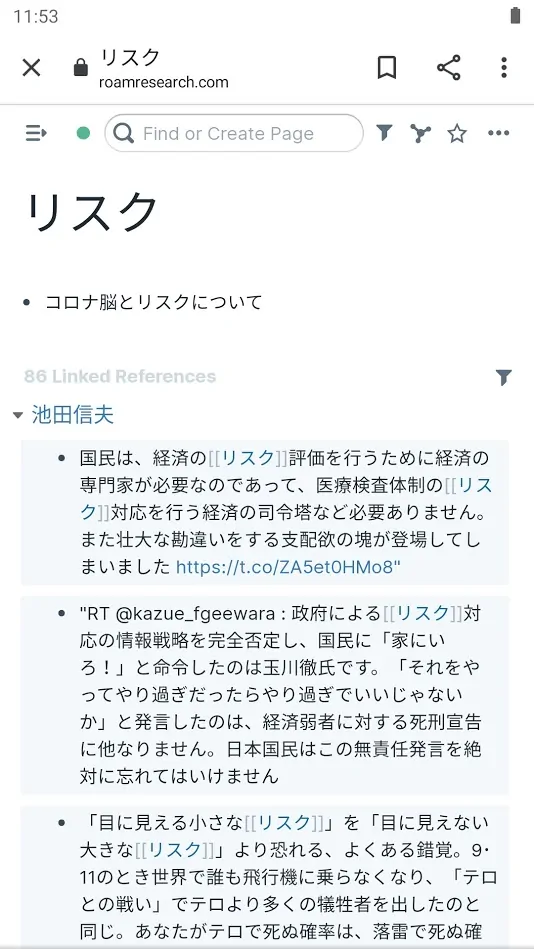 11:53
リスク
roamresearch.com
Find or Create Page
リスク
コロナ脳とリスクについて
86 Linked References
池田信夫
国民は、経済の[[リスク]]評価を行うために経済の
専門家が必要なのであって、医療検査体制の[[リス
ク]]対応を行う経済の司令塔など必要ありません。
また壮大な勘違いをする支配欲の塊が登場してし
まいました https://t.co/ZA5et0HMo8"
"RT @kazue_fgeewara : 政府による[[リスク]]対
応の情報戦略を完全否定し、国民に「家にい
ろ！」と命令したのは玉川徹氏です。「それをや
ってやり過ぎだったらやり過ぎでいいじゃない
か」と発言したのは、経済弱者に対する死刑宣告
に他なりません。日本国民はこの無責任発言を絶
対に忘れてはいけません
「目に見える小さな[[リスク]]」を「目に見えない
大きな[[リスク]]」より恐れる、よくある錯覚。9・
11のとき世界で誰も飛行機に乗らなくなり、「テロ
との戦い」でテロより多くの犠牲者を出したのと
同じ。あなたがテロで死ぬ確率は、落雷で死ぬ確